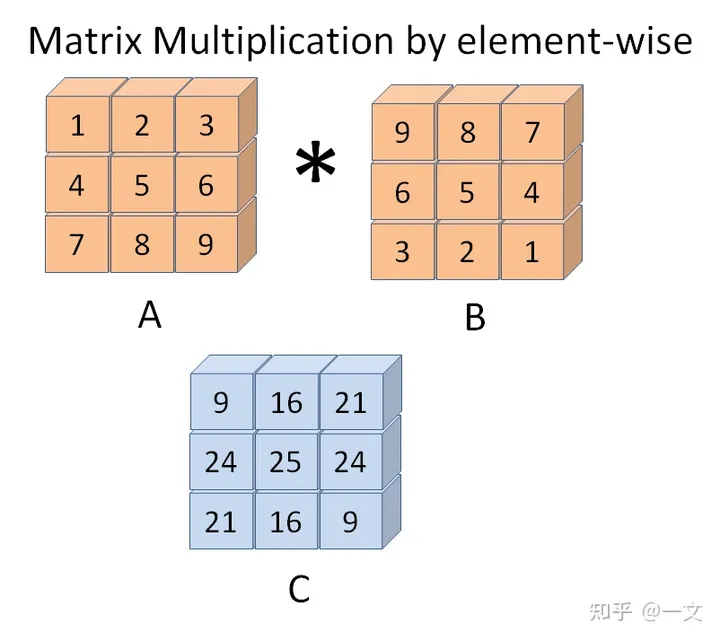 Matrix Multiplication by element-wise
1 2 3
4 5 6
7 8 9
A
*
9 8 7
6 5 4
3 2 1
B
9 16 21
24 25 24
21 16 9
C
知乎 @一文